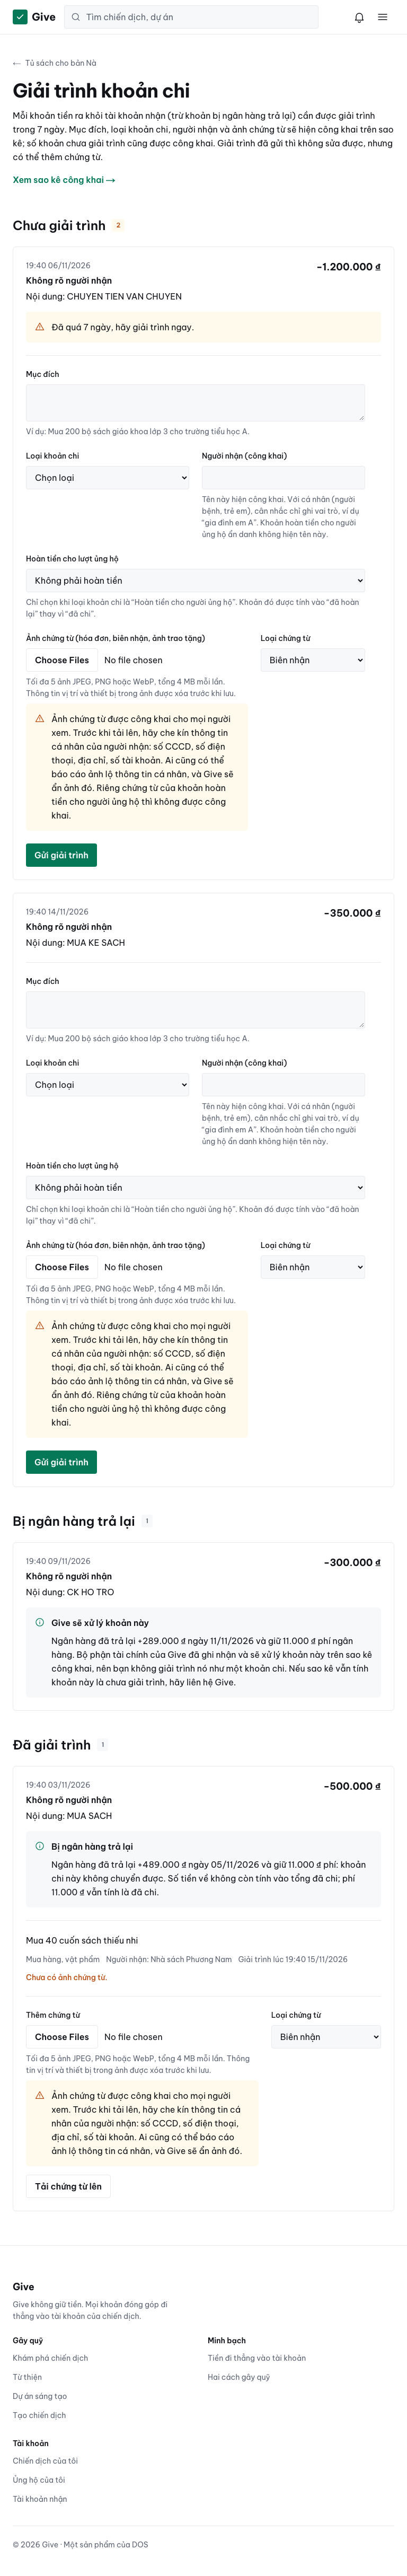 Give
Tìm chiến dịch, dự án
← Tủ sách cho bản Nà
Giải trình khoản chi
Mỗi khoản tiền ra khỏi tài khoản nhận (trừ khoản bị ngân hàng trả lại) cần được giải trình
trong 7 ngày. Mục đích, loại khoản chi, người nhận và ảnh chứng từ sẽ hiện công khai trên sao
kê; số khoản chưa giải trình cũng được công khai. Giải trình đã gửi thì không sửa được, nhưng
có thể thêm chứng từ.
Xem sao kê công khai →
Chưa giải trình 2
19:40 06/11/2026
−1.200.000 ₫
Không rõ người nhận
Nội dung: CHUYEN TIEN VAN CHUYEN
Đã quá 7 ngày, hãy giải trình ngay.
Mục đích
Ví dụ: Mua 200 bộ sách giáo khoa lớp 3 cho trường tiểu học A.
Loại khoản chi
Người nhận (công khai)
Chọn loại
Tên này hiện công khai. Với cá nhân (người
bệnh, trẻ em), cân nhắc chỉ ghi vai trò, ví dụ
“gia đình em A”. Khoản hoàn tiền cho người
ủng hộ ẩn danh không hiện tên này.
Hoàn tiền cho lượt ủng hộ
Không phải hoàn tiền
Chỉ chọn khi loại khoản chi là “Hoàn tiền cho người ủng hộ”. Khoản đó được tính vào “đã hoàn
lại” thay vì “đã chi”.
Ảnh chứng từ (hóa đơn, biên nhận, ảnh trao tặng)
Loại chứng từ
Choose Files No file chosen
Biên nhận
Tối đa 5 ảnh JPEG, PNG hoặc WebP, tổng 4 MB mỗi lần.
Thông tin vị trí và thiết bị trong ảnh được xóa trước khi lưu.
Ảnh chứng từ được công khai cho mọi người
xem. Trước khi tải lên, hãy che kín thông tin
cá nhân của người nhận: số CCCD, số điện
thoại, địa chỉ, số tài khoản. Ai cũng có thể
báo cáo ảnh lộ thông tin cá nhân, và Give sẽ
ẩn ảnh đó. Riêng chứng từ của khoản hoàn
tiền cho người ủng hộ thì không được công
khai.
Gửi giải trình
19:40 14/11/2026
−350.000 ₫
Không rõ người nhận
Nội dung: MUA KE SACH
Mục đích
Ví dụ: Mua 200 bộ sách giáo khoa lớp 3 cho trường tiểu học A.
Loại khoản chi
Người nhận (công khai)
Chọn loại
Tên này hiện công khai. Với cá nhân (người
bệnh, trẻ em), cân nhắc chỉ ghi vai trò, ví dụ
“gia đình em A”. Khoản hoàn tiền cho người
ủng hộ ẩn danh không hiện tên này.
Hoàn tiền cho lượt ủng hộ
Không phải hoàn tiền
Chỉ chọn khi loại khoản chi là “Hoàn tiền cho người ủng hộ”. Khoản đó được tính vào “đã hoàn
lại” thay vì “đã chi”.
Ảnh chứng từ (hóa đơn, biên nhận, ảnh trao tặng)
Loại chứng từ
Choose Files No file chosen
Biên nhận
Tối đa 5 ảnh JPEG, PNG hoặc WebP, tổng 4 MB mỗi lần.
Thông tin vị trí và thiết bị trong ảnh được xóa trước khi lưu.
Ảnh chứng từ được công khai cho mọi người
xem. Trước khi tải lên, hãy che kín thông tin
cá nhân của người nhận: số CCCD, số điện
thoại, địa chỉ, số tài khoản. Ai cũng có thể
báo cáo ảnh lộ thông tin cá nhân, và Give sẽ
ẩn ảnh đó. Riêng chứng từ của khoản hoàn
tiền cho người ủng hộ thì không được công
khai.
Gửi giải trình
Bị ngân hàng trả lại 1
19:40 09/11/2026
−300.000 ₫
Không rõ người nhận
Nội dung: CK HO TRO
Give sẽ xử lý khoản này
Ngân hàng đã trả lại +289.000 ₫ ngày 11/11/2026 và giữ 11.000 ₫ phí ngân
hàng. Bộ phận tài chính của Give đã ghi nhận và sẽ xử lý khoản này trên sao kê
công khai, nên bạn không giải trình nó như một khoản chi. Nếu sao kê vẫn tính
khoản này là chưa giải trình, hãy liên hệ Give.
Đã giải trình 1
19:40 03/11/2026
−500.000 ₫
Không rõ người nhận
Nội dung: MUA SACH
Bị ngân hàng trả lại
Ngân hàng đã trả lại +489.000 ₫ ngày 05/11/2026 và giữ 11.000 ₫ phí: khoản
chi này không chuyển được. Số tiền về không còn tính vào tổng đã chi; phí
11.000 ₫ vẫn tính là đã chi.
Mua 40 cuốn sách thiếu nhi
Mua hàng, vật phẩm Người nhận: Nhà sách Phương Nam Giải trình lúc 19:40 15/11/2026
Chưa có ảnh chứng từ.
Thêm chứng từ
Loại chứng từ
Choose Files No file chosen
Biên nhận
Tối đa 5 ảnh JPEG, PNG hoặc WebP, tổng 4 MB mỗi lần. Thông
tin vị trí và thiết bị trong ảnh được xóa trước khi lưu.
Ảnh chứng từ được công khai cho mọi người
xem. Trước khi tải lên, hãy che kín thông tin cá
nhân của người nhận: số CCCD, số điện thoại,
địa chỉ, số tài khoản. Ai cũng có thể báo cáo
ảnh lộ thông tin cá nhân, và Give sẽ ẩn ảnh đó.
Tải chứng từ lên
Give
Give không giữ tiền. Mọi khoản đóng góp đi
thẳng vào tài khoản của chiến dịch.
Gây quỹ
Khám phá chiến dịch
Từ thiện
Dự án sáng tạo
Tạo chiến dịch
Minh bạch
Tiền đi thẳng vào tài khoản
Hai cách gây quỹ
Tài khoản
Chiến dịch của tôi
Ủng hộ của tôi
Tài khoản nhận
© 2026 Give · Một sản phẩm của DOS